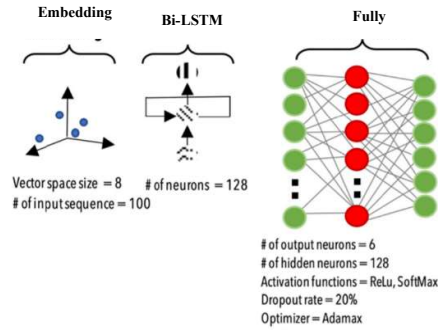 Embedding
Bi-LSTM
Fully
Vector space size = 8
# of input sequence = 100
# of neurons = 128
# of output neurons = 6
# of hidden neurons = 128
Activation functions = ReLu, SoftMax
Dropout rate = 20%
Optimizer = Adamax